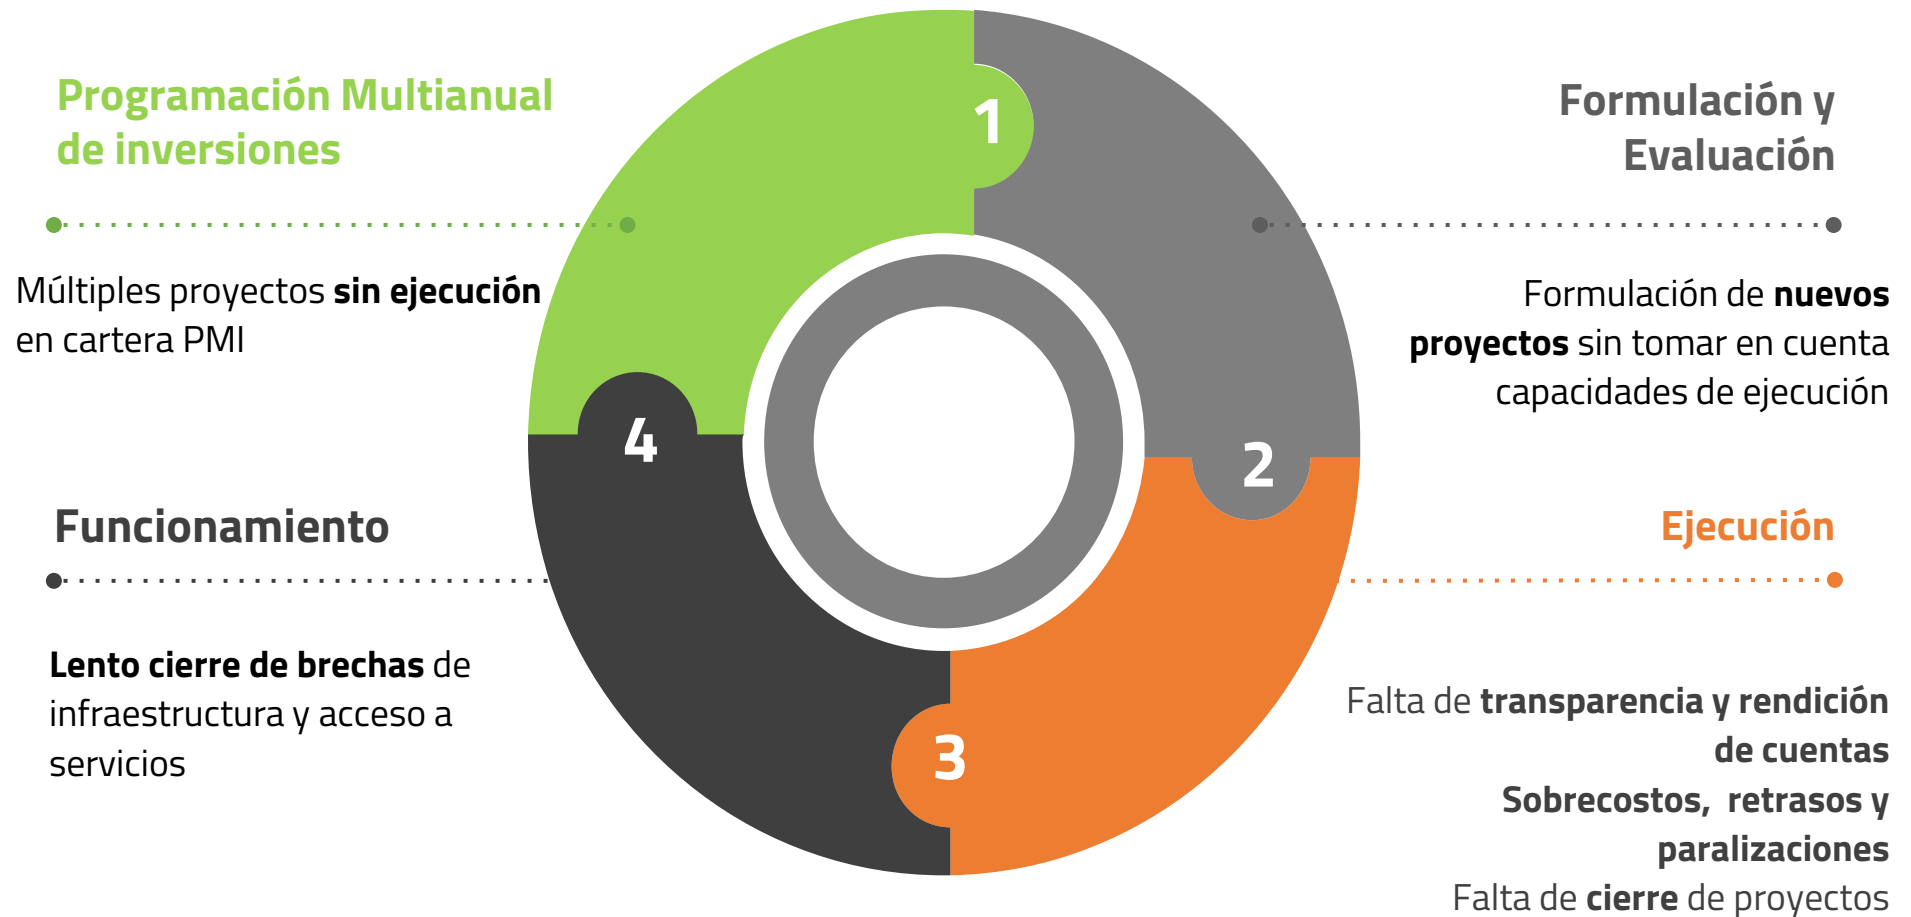 Programación Multianual
de inversiones
Múltiples proyectos sin ejecución
en cartera PMI
1
Formulación y
Evaluación
Formulación de nuevos
proyectos sin tomar en cuenta
capacidades de ejecución
2
Ejecución
Falta de transparencia y rendición
de cuentas
Sobrecostos, retrasos y
paralizaciones
Falta de cierre de proyectos
3
4
Funcionamiento
Lento cierre de brechas de
infraestructura y acceso a
servicios